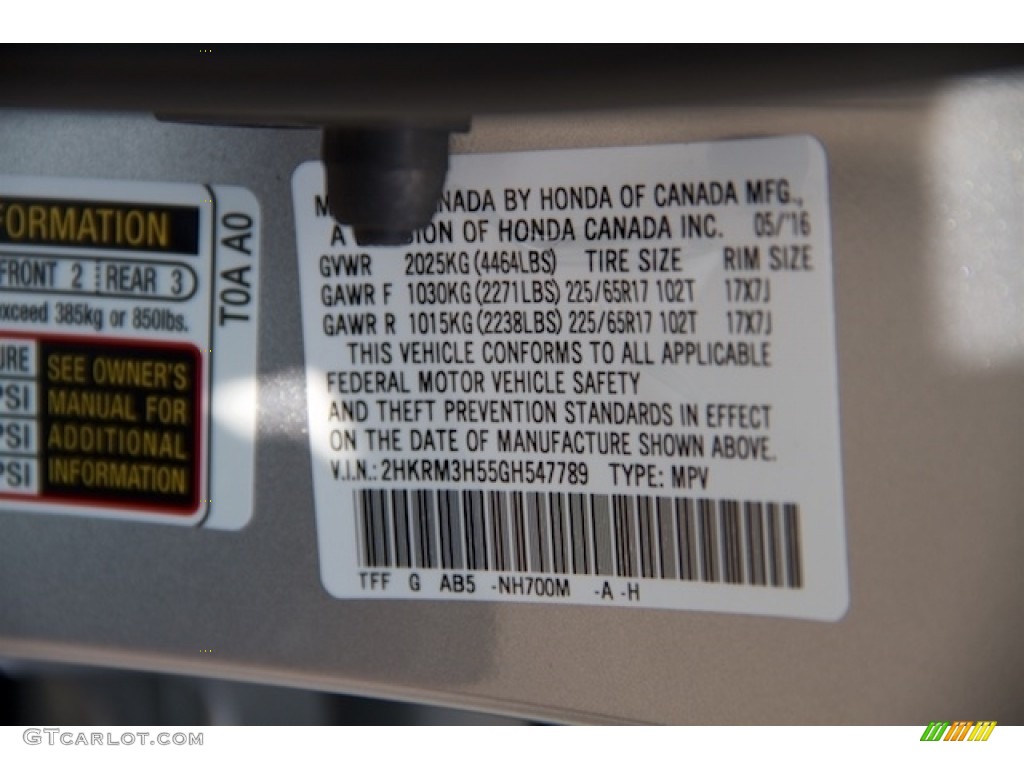 FORMATION
FRONT 2 REAR 3
exceed 385kg or 850lbs.
URE
PSI
PSI
PSI
SEE OWNER'S
MANUAL FOR
ADDITIONAL
INFORMATION
T0A A0
M NADA BY HONDA OF CANADA MFG.,
A ION OF HONDA CANADA INC. 05/'16
GVWR 2025KG (4464LBS) TIRE SIZE RIM SIZE
GAWR F 1030KG (2271LBS) 225/65R17 102T 17X7J
GAWR R 1015KG (2238LBS) 225/65R17 102T 17X7J
THIS VEHICLE CONFORMS TO ALL APPLICABLE
FEDERAL MOTOR VEHICLE SAFETY
AND THEFT PREVENTION STANDARDS IN EFFECT
ON THE DATE OF MANUFACTURE SHOWN ABOVE.
V.I.N.: 2HKRM3H55GH547789 TYPE: MPV
TFF G AB5 -NH700M -A -H
GTCARLOT.COM